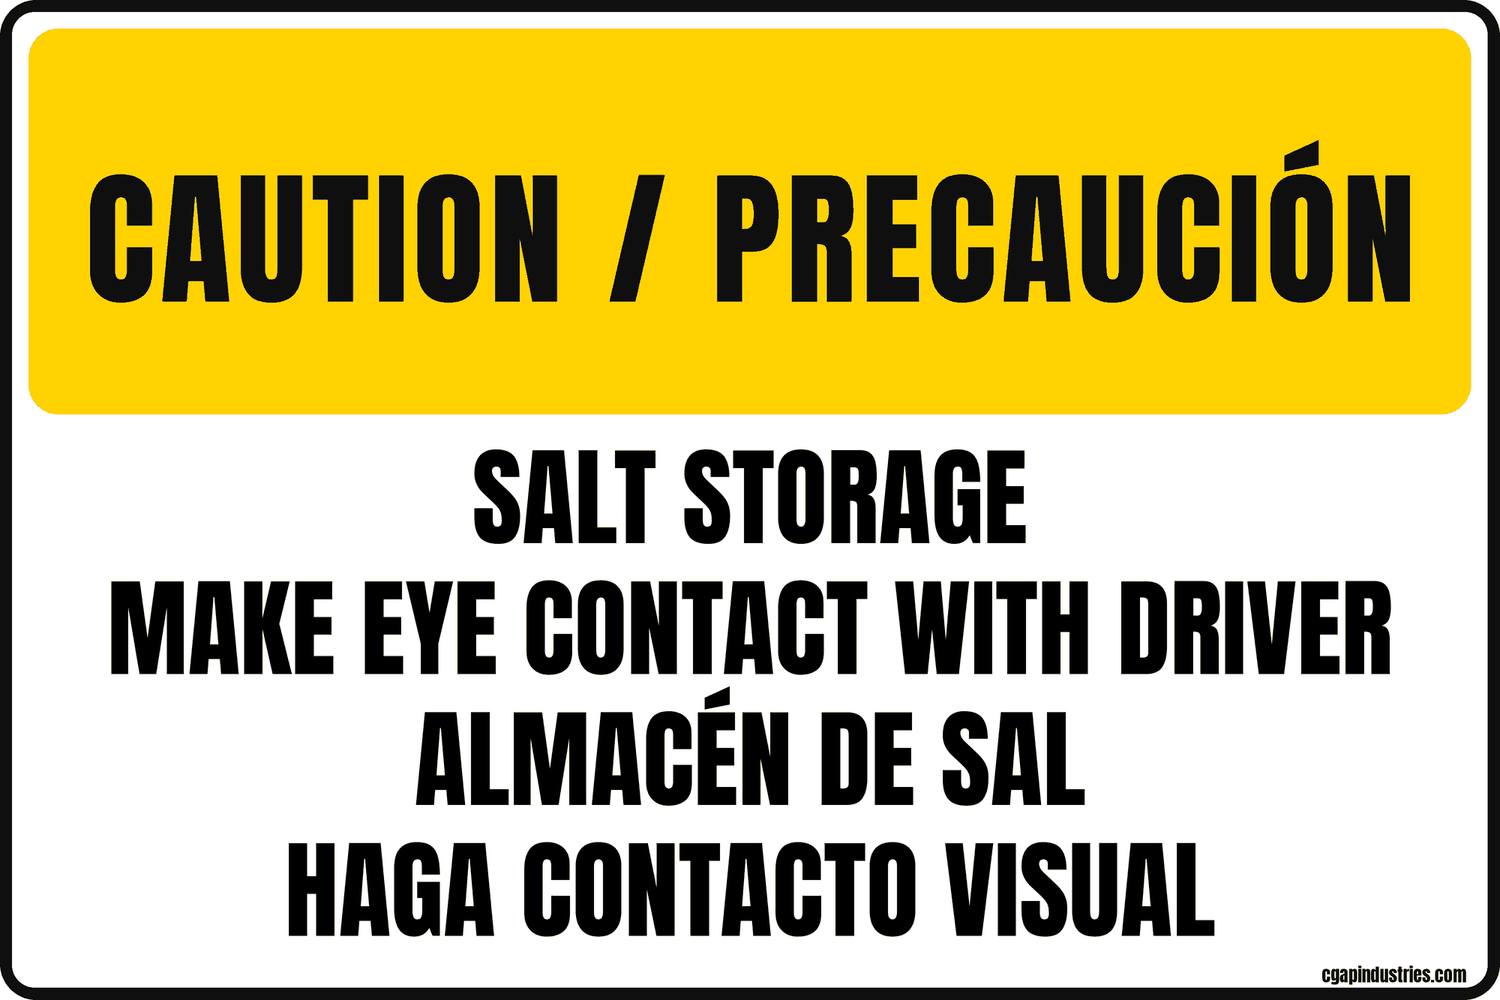 CAUTION / PRECAUCIÓN
SALT STORAGE
MAKE EYE CONTACT WITH DRIVER
ALMACÉN DE SAL
HAGA CONTACTO VISUAL
cgapindustries.com